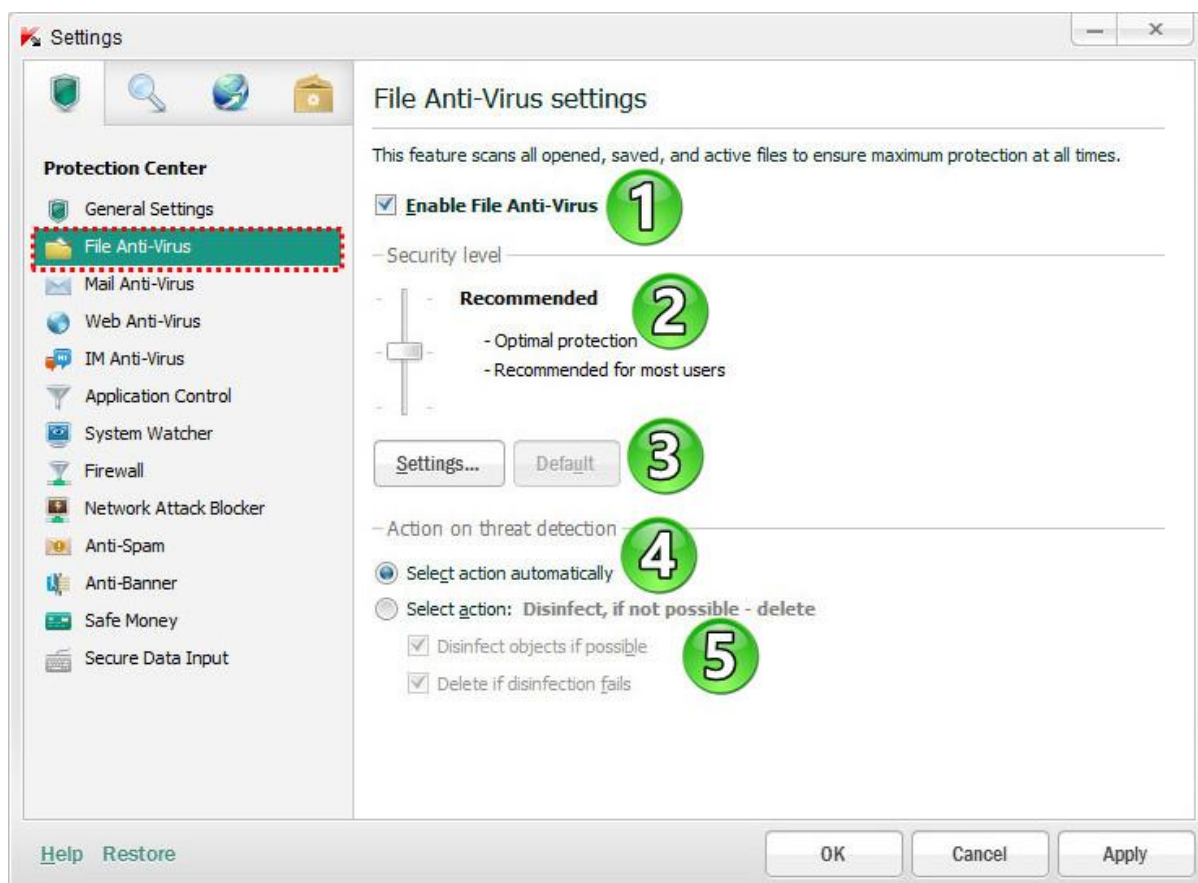 Settings
Protection Center
General Settings
File Anti-Virus
Mail Anti-Virus
Web Anti-Virus
IM Anti-Virus
Application Control
System Watcher
Firewall
Network Attack Blocker
Anti-Spam
Anti-Banner
Safe Money
Secure Data Input
File Anti-Virus settings
This feature scans all opened, saved, and active files to ensure maximum protection at all times.
Enable File Anti-Virus 1
Security level
Recommended 2
- Optimal protection
- Recommended for most users
Settings... Default 3
Action on threat detection
Select action automatically 4
Select action: Disinfect, if not possible - delete
Disinfect objects if possible 5
Delete if disinfection fails
Help Restore OK Cancel Apply